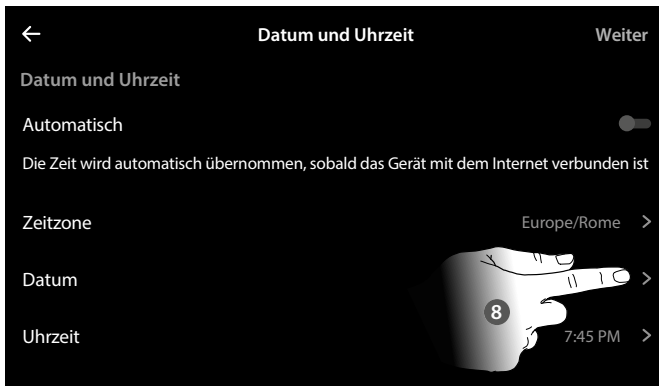 Datum und Uhrzeit Weiter
Datum und Uhrzeit
Automatisch
Die Zeit wird automatisch übernommen, sobald das Gerät mit dem Internet verbunden ist
Zeitzone Europe/Rome
Datum
8
Uhrzeit 7:45 PM